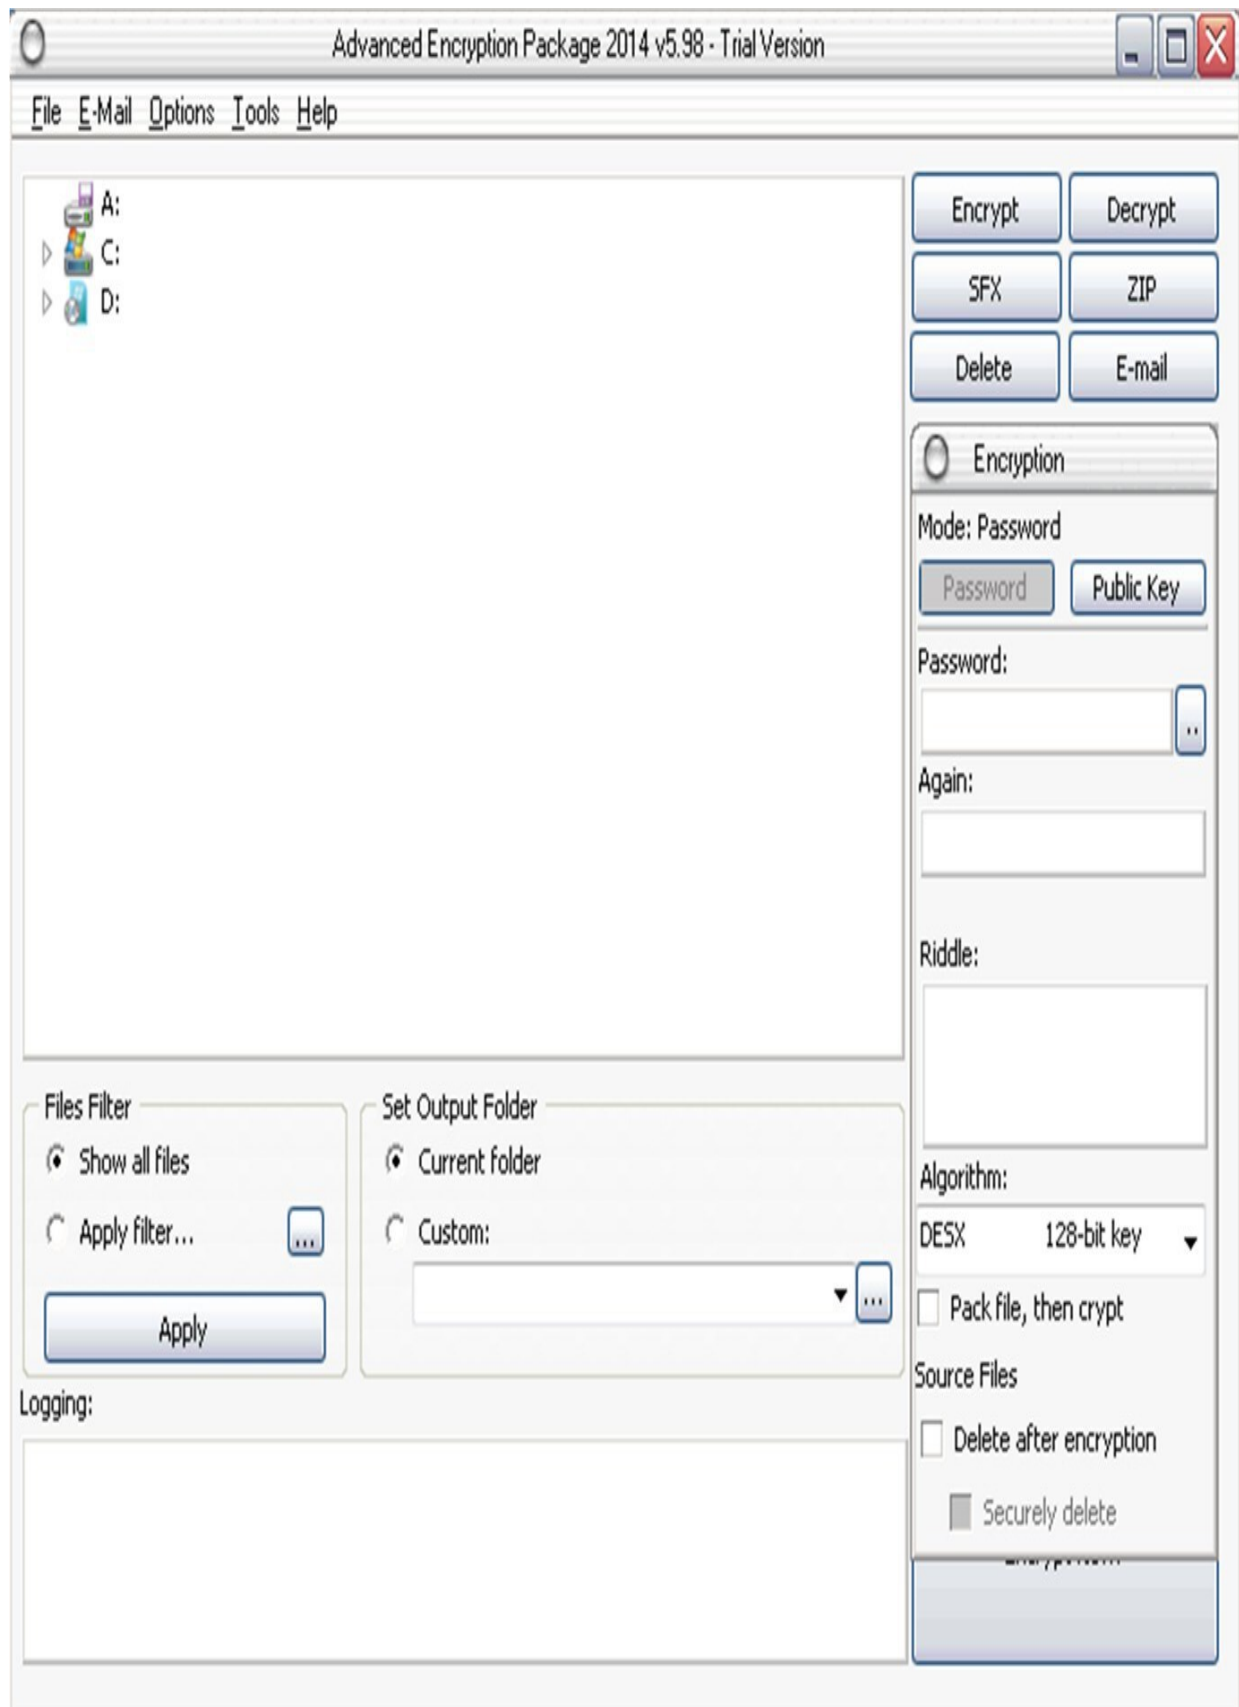 Advanced Encryption Package 2014 v5.98 - Trial Version
File E-Mail Options Tools Help
A:
C:
D:
Encrypt Decrypt
SFX ZIP
Delete E-mail
Encryption
Mode: Password
Password Public Key
Password:
..
Again:
Riddle:
Algorithm:
DESX 128-bit key
Pack file, then crypt
Source Files
Delete after encryption
Securely delete
Files Filter
Show all files
Apply filter...
...
Apply
Set Output Folder
Current folder
Custom:
...
Logging: